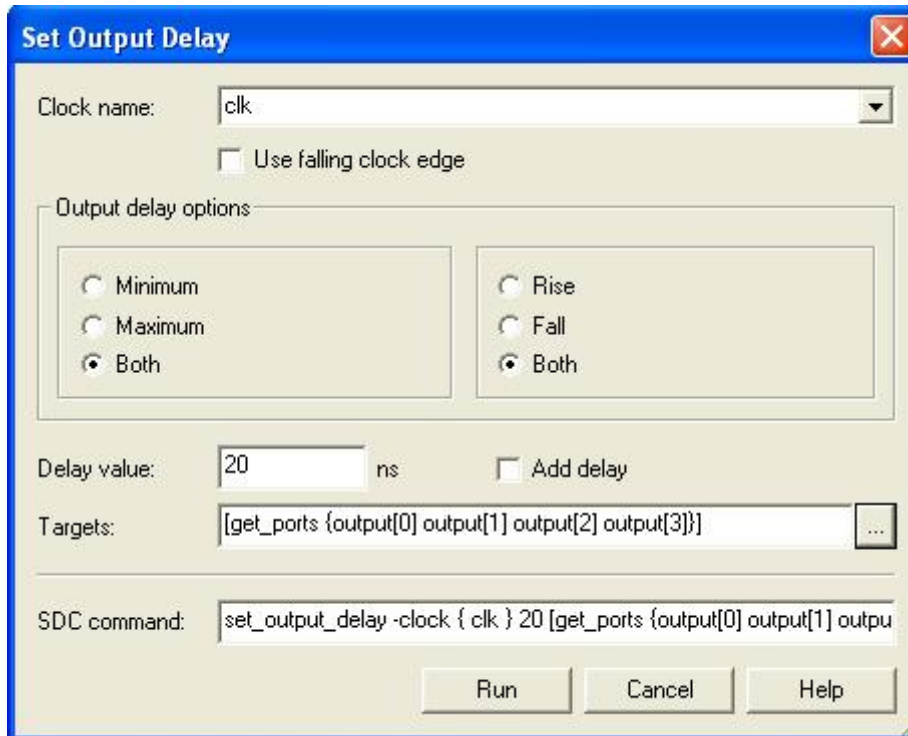 Set Output Delay
Clock name: clk
Use falling clock edge
Output delay options
Minimum
Maximum
Both
Rise
Fall
Both
Delay value: 20 ns Add delay
Targets: [get_ports {output[0] output[1] output[2] output[3]}] ...
SDC command: set_output_delay -clock { clk } 20 [get_ports {output[0] output[1] outpu
Run Cancel Help